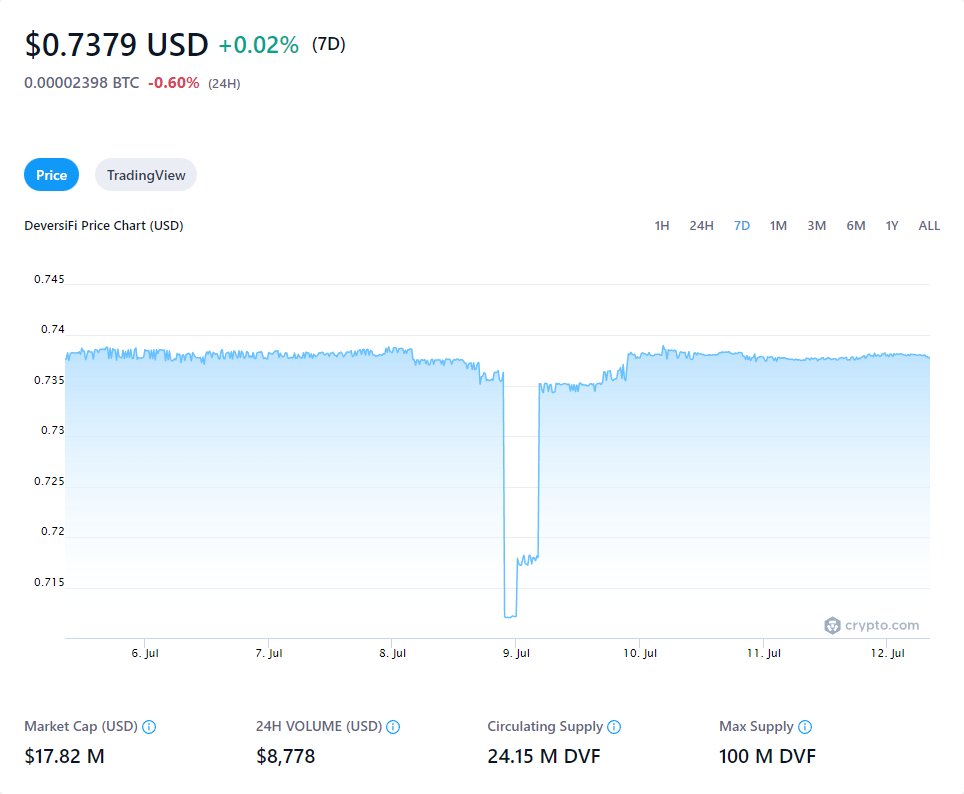 $0.7379 USD +0.02% (7D)
0.00002398 BTC -0.60% (24H)
Price TradingView
DeversiFi Price Chart (USD) 1H 24H 7D 1M 3M 6M 1Y ALL
0.745
0.74
0.735
0.73
0.725
0.72
0.715
crypto.com
6. Jul 7. Jul 8. Jul 9. Jul 10. Jul 11. Jul 12. Jul
Market Cap (USD) 24H VOLUME (USD) Circulating Supply Max Supply
$17.82 M $8,778 24.15 M DVF 100 M DVF